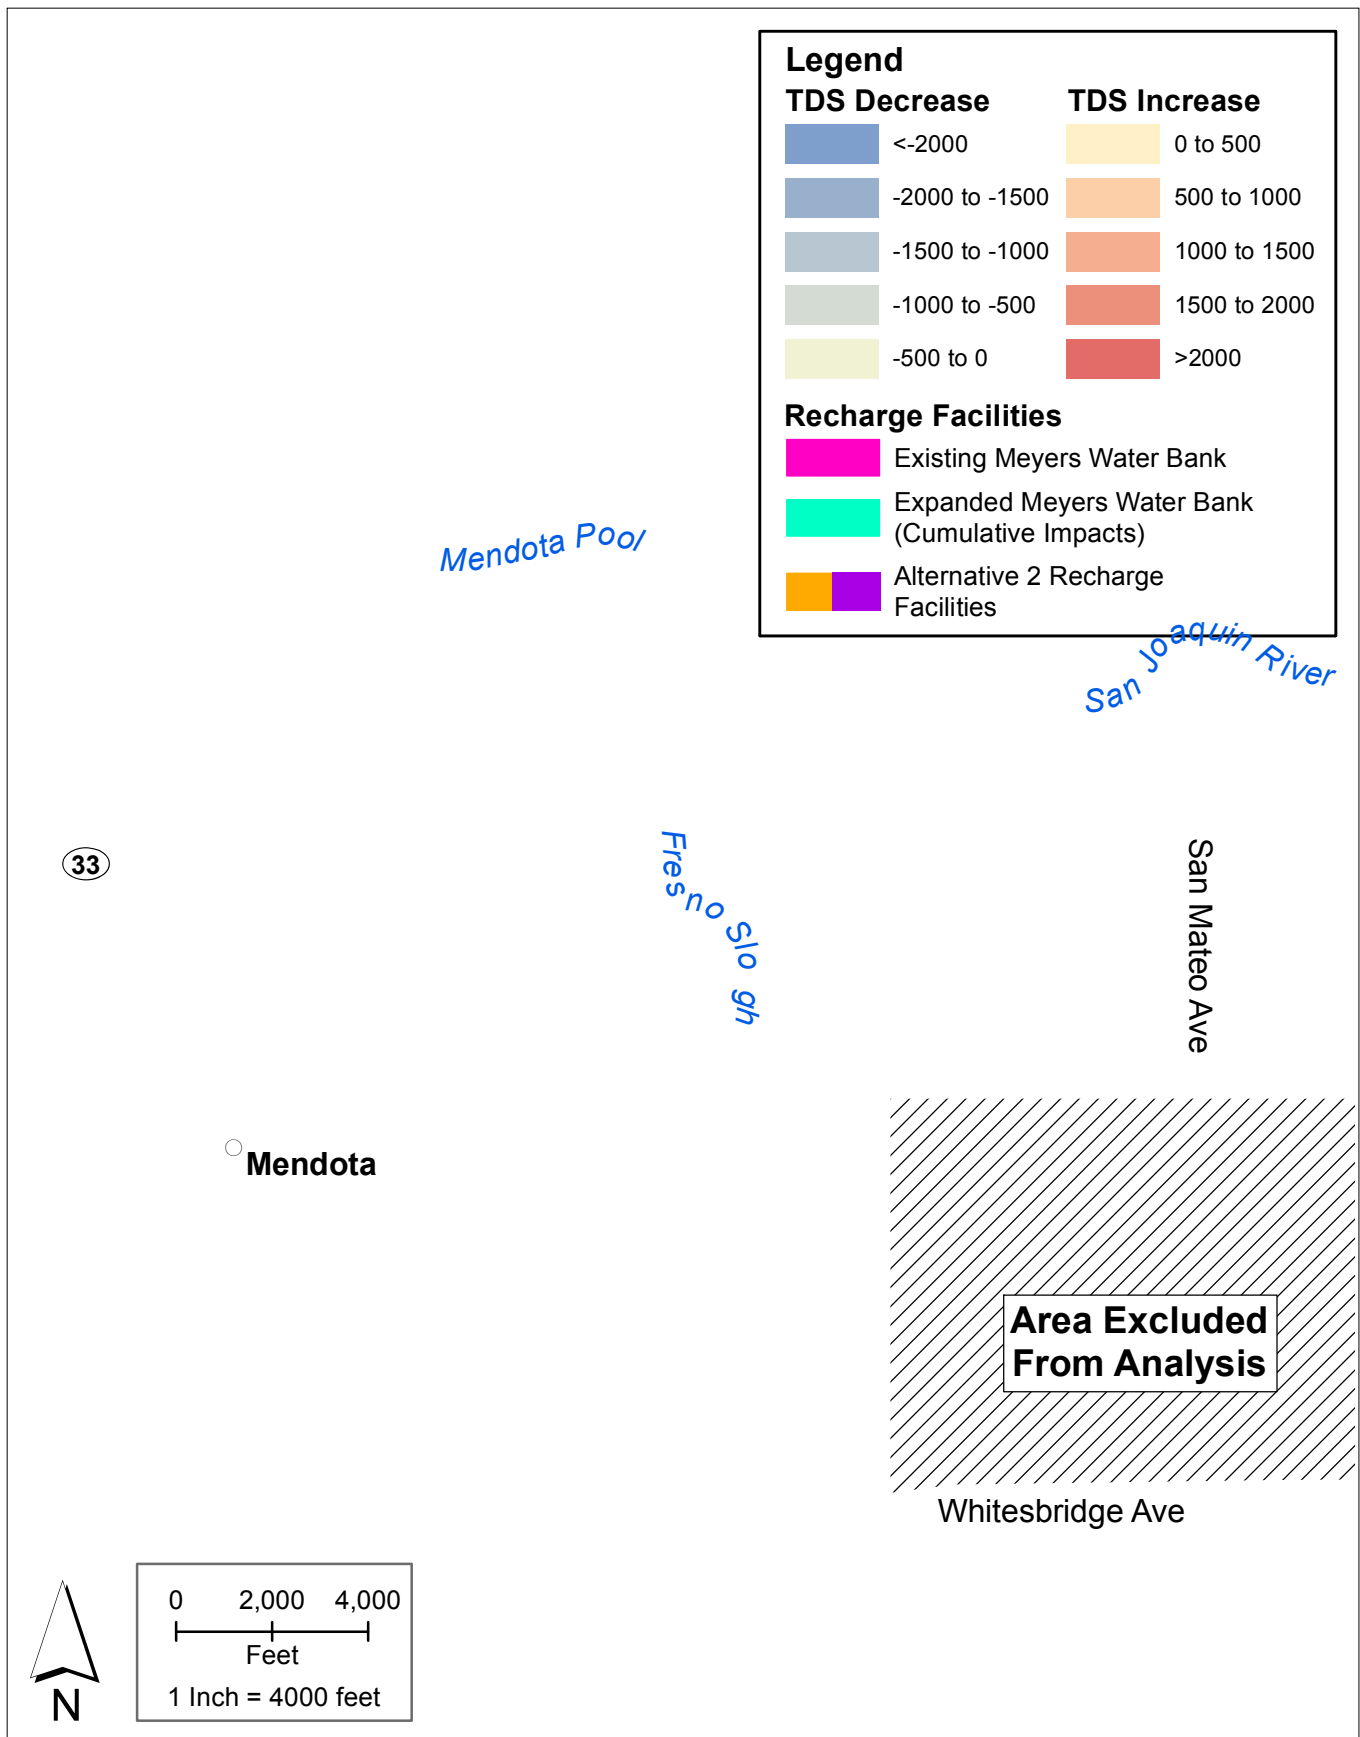 Legend
TDS Decrease
TDS Increase
<-2000
0 to 500
-2000 to -1500
500 to 1000
-1500 to -1000
1000 to 1500
-1000 to -500
1500 to 2000
-500 to 0
>2000
Recharge Facilities
Existing Meyers Water Bank
Expanded Meyers Water Bank
(Cumulative Impacts)
Alternative 2 Recharge
Facilities
Mendota Pool
San Joaquin River
33
Fresno Slo gh
San Mateo Ave
Mendota
Area Excluded
From Analysis
Whitesbridge Ave
0 2,000 4,000
Feet
1 Inch = 4000 feet
N